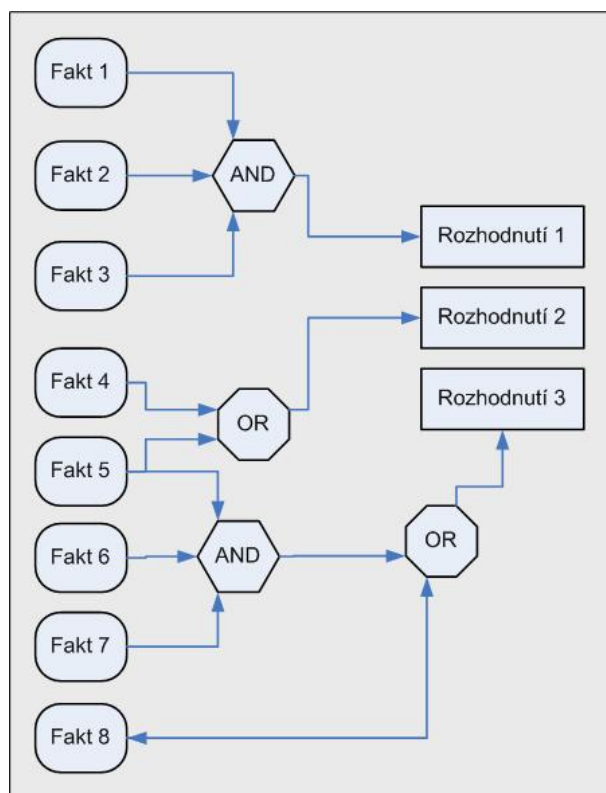 Fakt 1
Fakt 2
AND
Fakt 3
Rozhodnutí 1
Rozhodnutí 2
Fakt 4
Rozhodnutí 3
OR
Fakt 5
Fakt 6
AND
OR
Fakt 7
Fakt 8